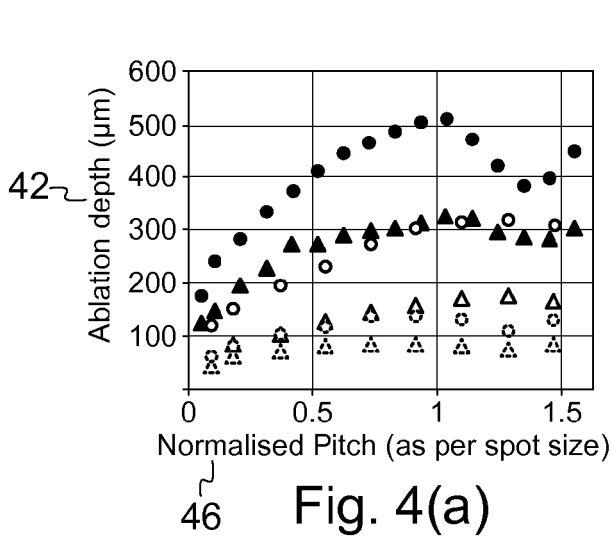 600
500
400
300
200
100
42
Ablation depth (µm)
0 0.5 1 1.5
Normalised Pitch (as per spot size)
46
Fig. 4(a)